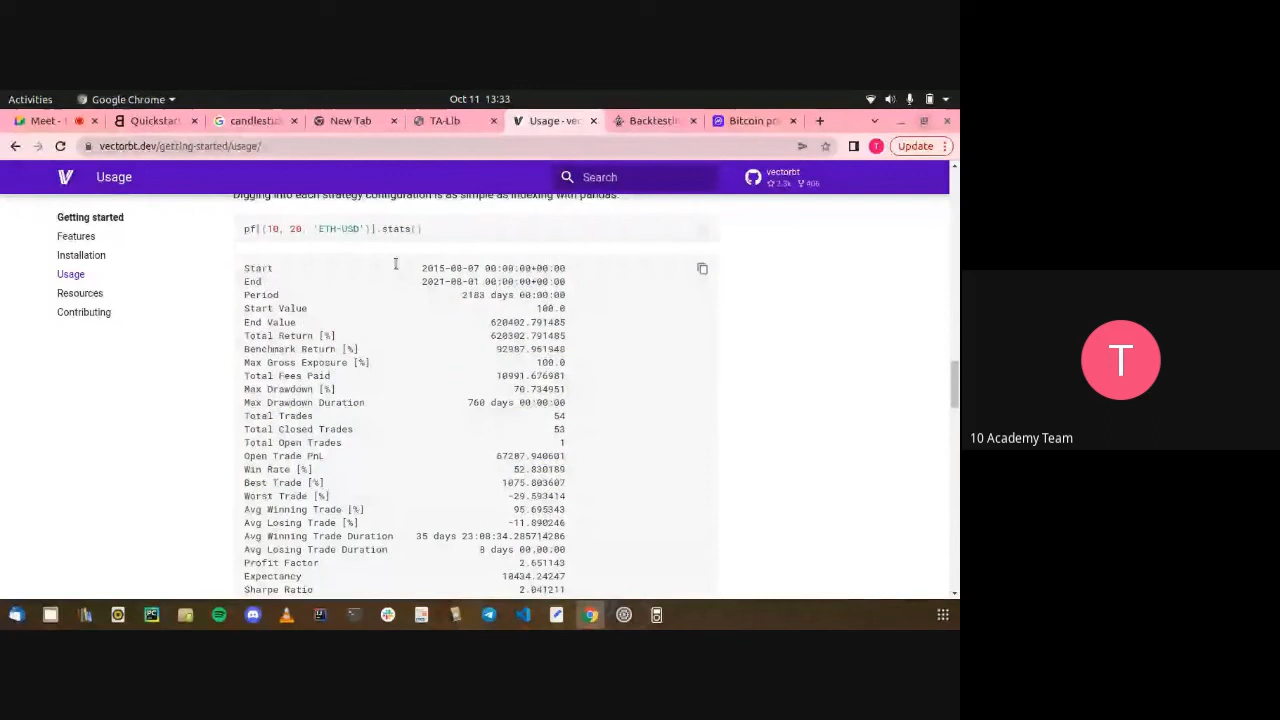 Activities
Google Chrome
Oct 11 13:33
Meet -
Quickstar
candlesti
New Tab
TA-Lib
Usage - vec
Backtestin
Bitcoin pr
vectorbt.dev/getting-started/usage/
T
Update
Usage
Search
vectorbt
2.3k 406
Digging into each strategy configuration is as simple as indexing with pandas:
Getting started
Features
Installation
Usage
Resources
Contributing
pf[(10, 20, 'ETH-USD')].stats()
Start 2015-08-07 00:00:00+00:00
End 2021-08-01 00:00:00+00:00
Period 2183 days 00:00:00
Start Value 100.0
End Value 620402.791485
Total Return [%] 620302.791485
Benchmark Return [%] 92987.961948
Max Gross Exposure [%] 100.0
Total Fees Paid 10991.676981
Max Drawdown [%] 70.734951
Max Drawdown Duration 760 days 00:00:00
Total Trades 54
Total Closed Trades 53
Total Open Trades 1
Open Trade PnL 67287.940601
Win Rate [%] 52.830189
Best Trade [%] 1075.803607
Worst Trade [%] -29.593414
Avg Winning Trade [%] 95.695343
Avg Losing Trade [%] -11.890246
Avg Winning Trade Duration 35 days 23:08:34.285714286
Avg Losing Trade Duration 8 days 00:00:00
Profit Factor 2.651143
Expectancy 10434.24247
Sharpe Ratio 2.041211
T
10 Academy Team